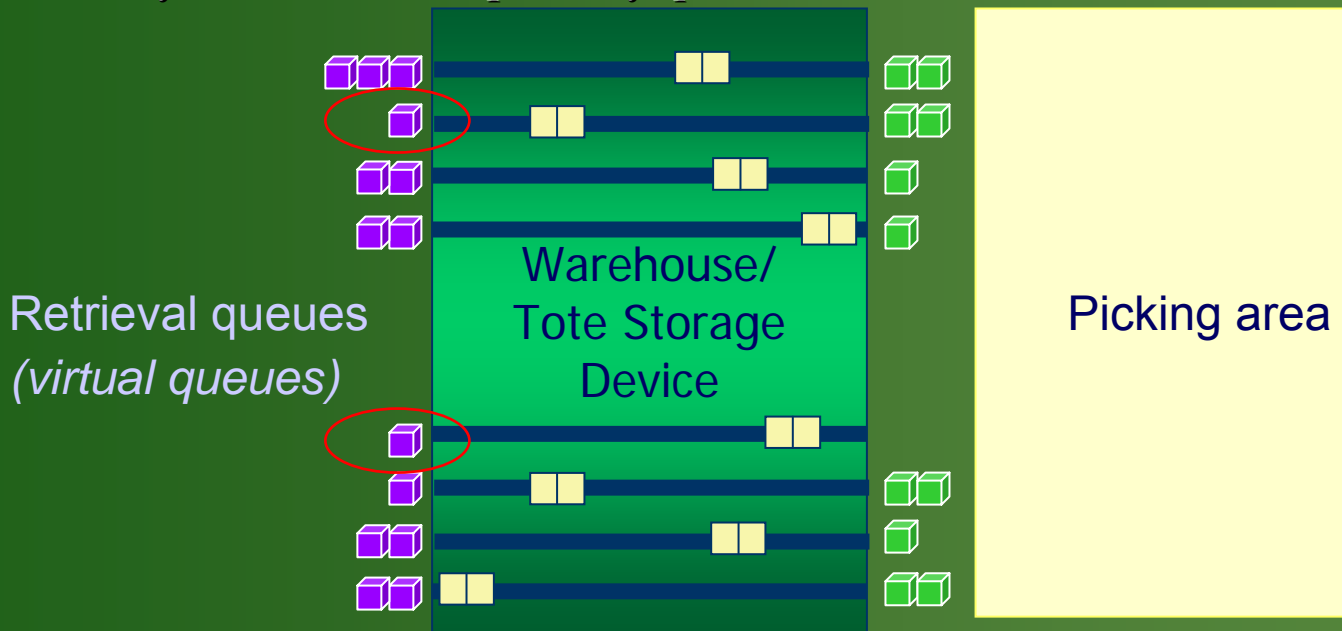 Warehouse/
Tote Storage
Device
Retrieval queues
(virtual queues)
Picking area